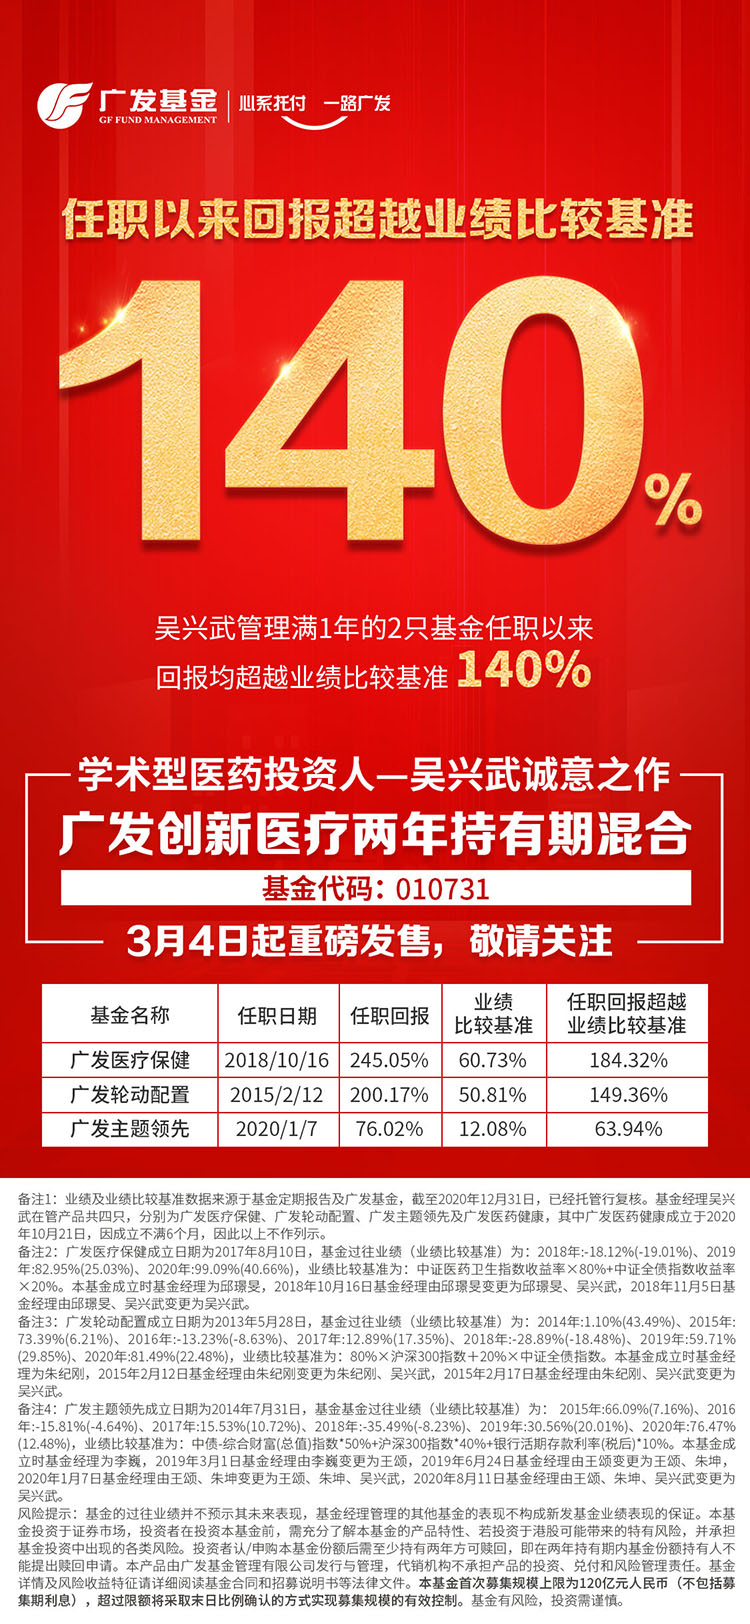 广发基金
GF FUND MANAGEMENT
心系托付 一路广发
任职以来回报超越业绩比较基准
140%
吴兴武管理满1年的2只基金任职以来
回报均超越业绩比较基准 140%
学术型医药投资人—吴兴武诚意之作
广发创新医疗两年持有期混合
基金代码：010731
3月4日起重磅发售，敬请关注
基金名称 任职日期 任职回报 业绩比较基准 任职回报超越业绩比较基准
广发医疗保健 2018/10/16 245.05% 60.73% 184.32%
广发轮动配置 2015/2/12 200.17% 50.81% 149.36%
广发主题领先 2020/1/7 76.02% 12.08% 63.94%
备注1：业绩及业绩比较基准数据来源于基金定期报告及广发基金，截至2020年12月31日，已经托管行复核。基金经理吴兴
武在管产品共四只，分别为广发医疗保健、广发轮动配置、广发主题领先及广发医药健康，其中广发医药健康成立于2020
年10月21日，因成立不满6个月，因此以上不作列示。
备注2：广发医疗保健成立日期为2017年8月10日，基金过往业绩（业绩比较基准）为：2018年:-18.12%(-19.01%)、2019
年:82.95%(25.03%)、2020年:99.09%(40.66%)，业绩比较基准为：中证医药卫生指数收益率×80%+中证全债指数收益率
×20%。本基金成立时基金经理为邱璟旻，2018年10月16日基金经理由邱璟旻变更为邱璟旻、吴兴武，2018年11月5日基
金经理由邱璟旻、吴兴武变更为吴兴武。
备注3：广发轮动配置成立日期为2013年5月28日，基金过往业绩（业绩比较基准）为：2014年:1.10%(43.49%)、2015年:
73.39%(6.21%)、2016年:-13.23%(-8.63%)、2017年:12.89%(17.35%)、2018年:-28.89%(-18.48%)、2019年:59.71%
(29.85%)、2020年:81.49%(22.48%)，业绩比较基准为：80%×沪深300指数＋20%×中证全债指数。本基金成立时基金经
理为朱纪刚，2015年2月12日基金经理由朱纪刚变更为朱纪刚、吴兴武，2015年2月17日基金经理由朱纪刚、吴兴武变更为
吴兴武。
备注4：广发主题领先成立日期为2014年7月31日，基金基金过往业绩（业绩比较基准）为： 2015年:66.09%(7.16%)、2016
年:-15.81%(-4.64%)、2017年:15.53%(10.72%)、2018年:-35.49%(-8.23%)、2019年:30.56%(20.01%)、2020年:76.47%
(12.48%)，业绩比较基准为：中债-综合财富(总值)指数*50%+沪深300指数*40%+银行活期存款利率(税后)*10%。本基金成
立时基金经理为李巍，2019年3月1日基金经理由李巍变更为王颂，2019年6月24日基金经理由王颂变更为王颂、朱坤，
2020年1月7日基金经理由王颂、朱坤变更为王颂、朱坤、吴兴武，2020年8月11日基金经理由王颂、朱坤、吴兴武变更为
吴兴武。
风险提示：基金的过往业绩并不预示其未来表现，基金经理管理的其他基金的表现不构成新发基金业绩表现的保证。本基
金投资于证券市场，投资者在投资本基金前，需充分了解本基金的产品特性、若投资于港股可能带来的特有风险，并承担
基金投资中出现的各类风险。投资者认/申购本基金份额后需至少持有两年方可赎回，即在两年持有期内基金份额持有人不
能提出赎回申请。本产品由广发基金管理有限公司发行与管理，代销机构不承担产品的投资、兑付和风险管理责任。基金
详情及风险收益特征请详细阅读基金合同和招募说明书等法律文件。本基金首次募集规模上限为120亿元人民币（不包括募
集期利息），超过限额将采取末日比例确认的方式实现募集规模的有效控制。基金有风险，投资需谨慎。